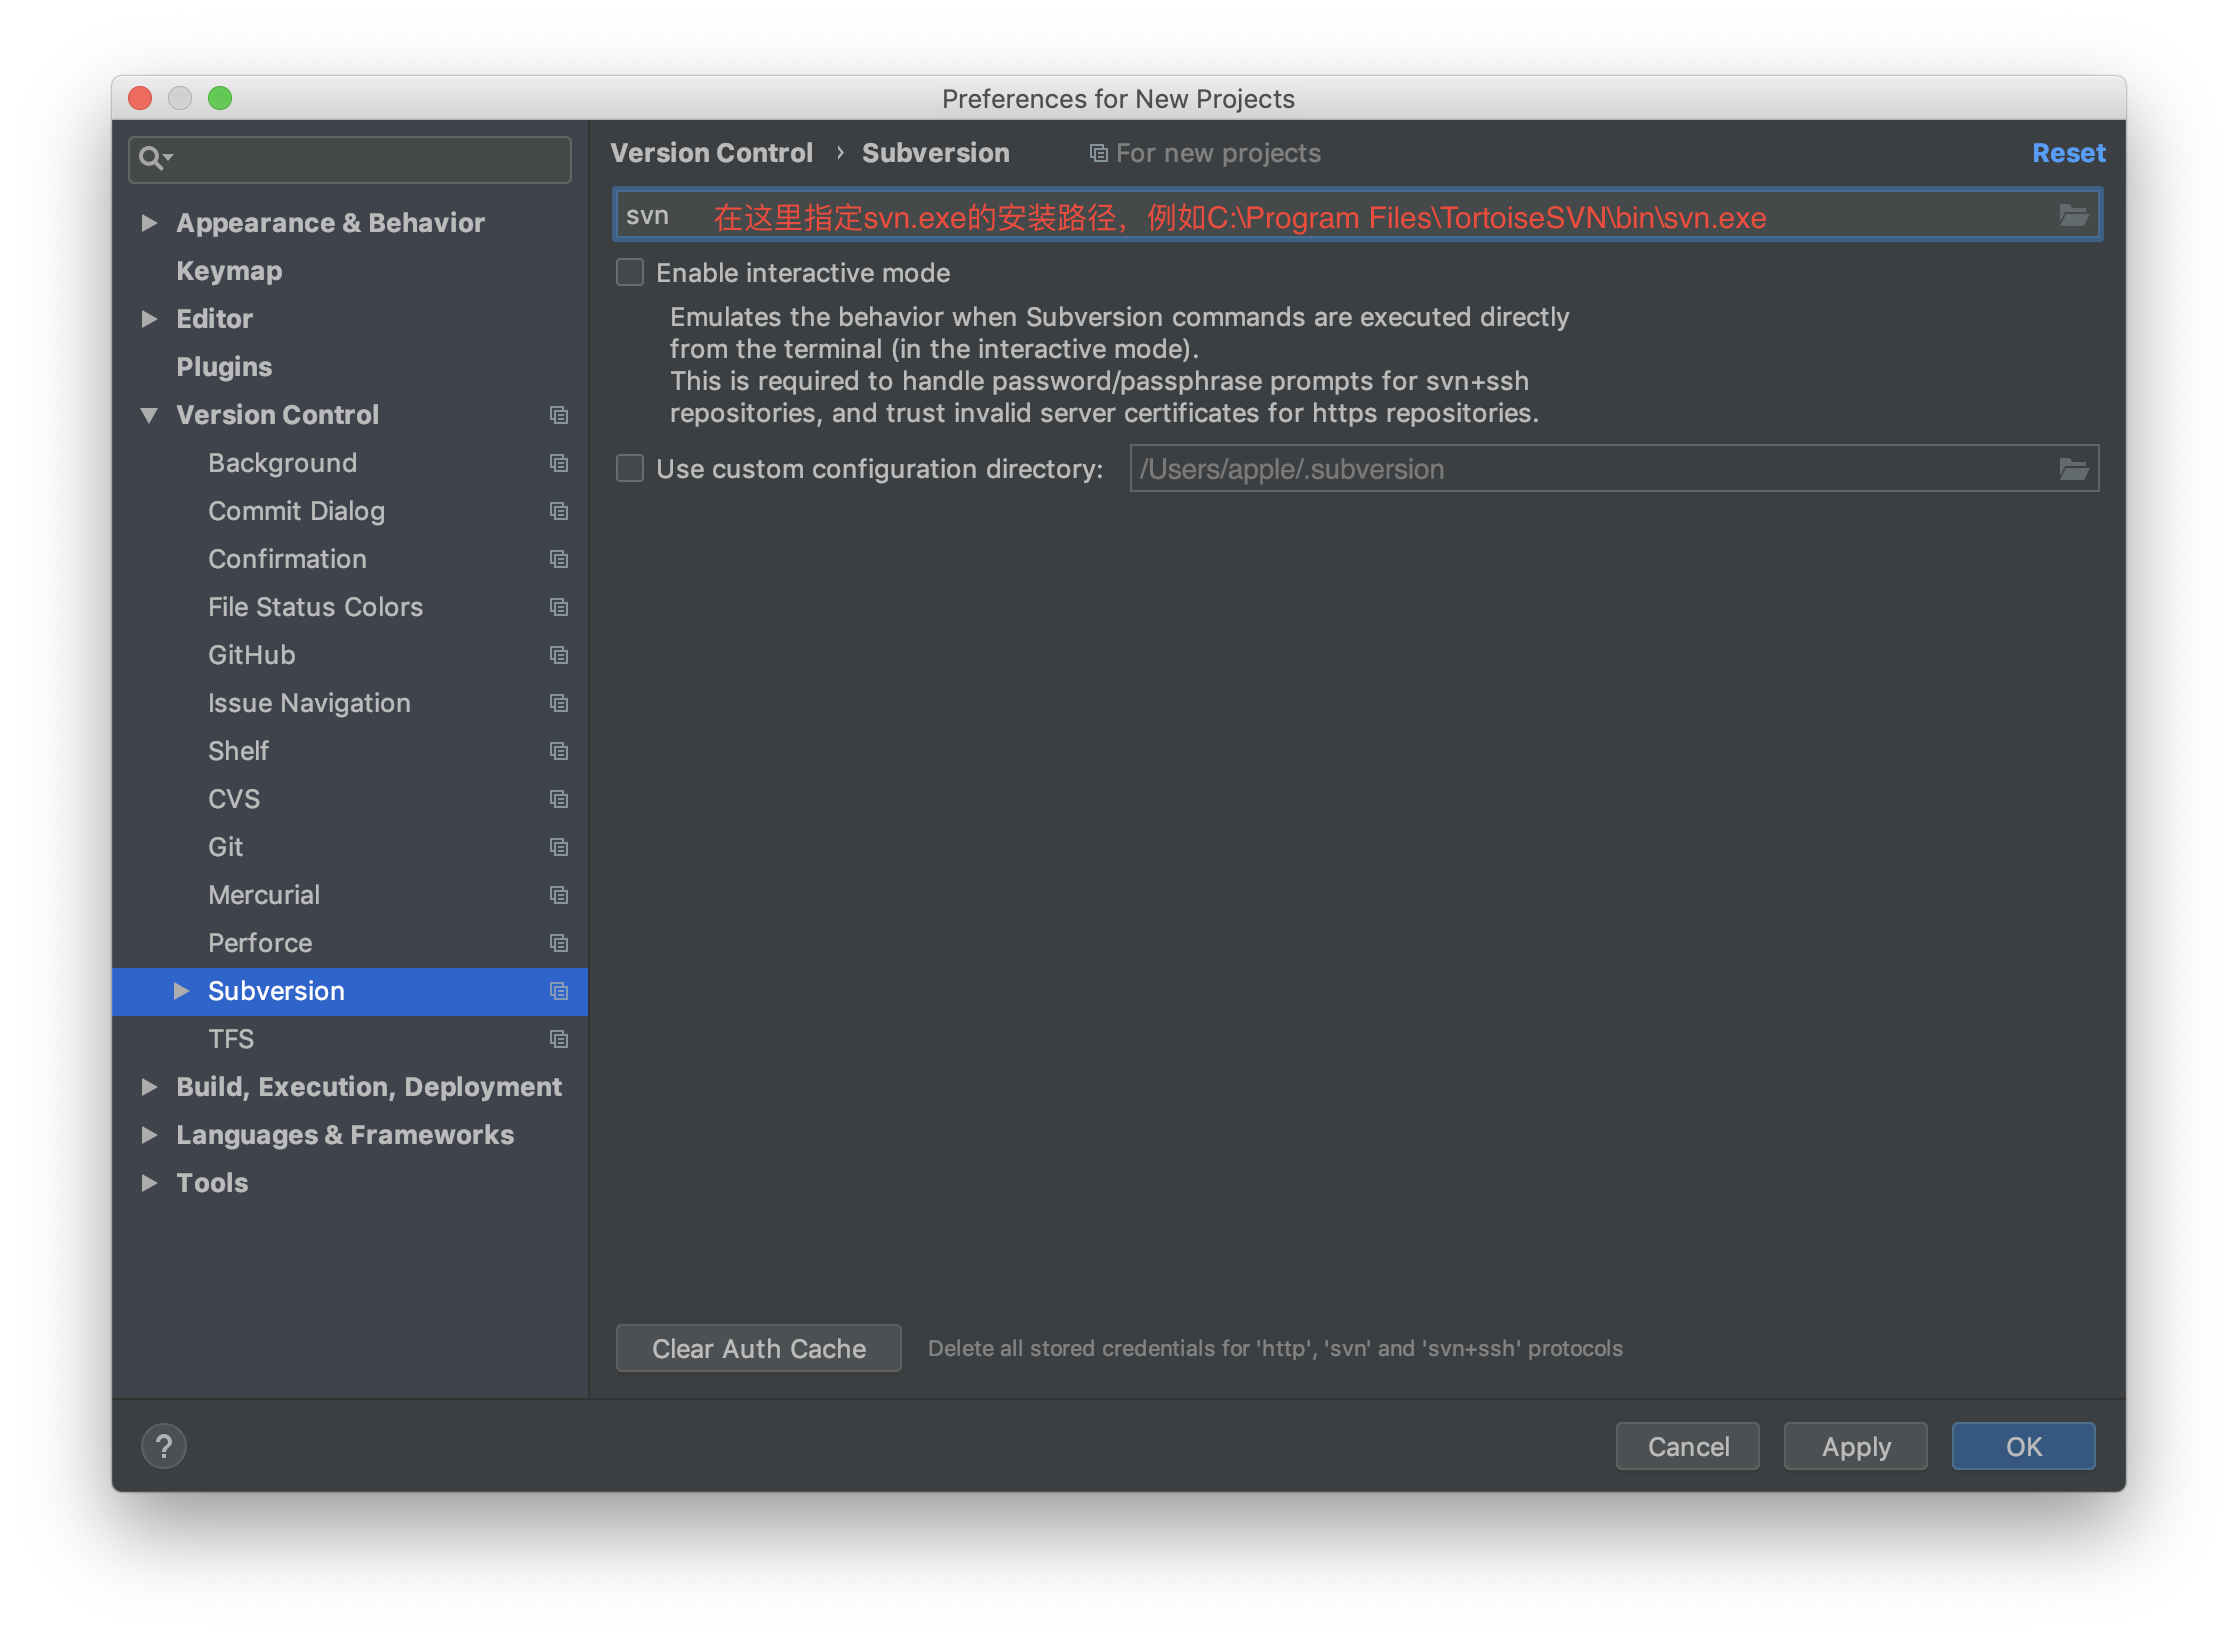 Preferences for New Projects
Appearance & Behavior
Keymap
Editor
Plugins
Version Control
Background
Commit Dialog
Confirmation
File Status Colors
GitHub
Issue Navigation
Shelf
CVS
Git
Mercurial
Perforce
Subversion
TFS
Build, Execution, Deployment
Languages & Frameworks
Tools
Version Control › Subversion For new projects Reset
svn 在这里指定svn.exe的安装路径，例如C:\Program Files\TortoiseSVN\bin\svn.exe
Enable interactive mode
Emulates the behavior when Subversion commands are executed directly
from the terminal (in the interactive mode).
This is required to handle password/passphrase prompts for svn+ssh
repositories, and trust invalid server certificates for https repositories.
Use custom configuration directory: /Users/apple/.subversion
Clear Auth Cache Delete all stored credentials for 'http', 'svn' and 'svn+ssh' protocols
? Cancel Apply OK